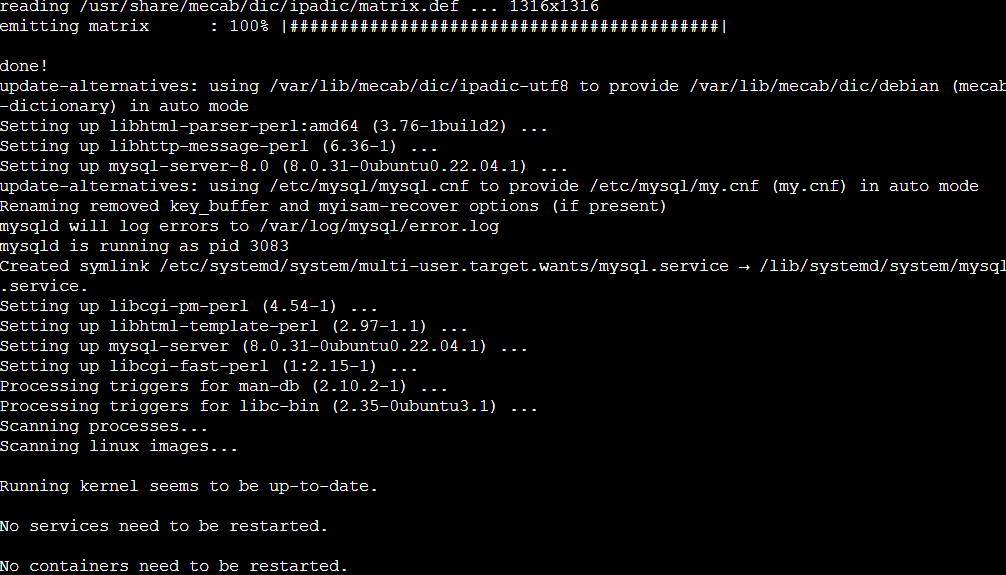 reading /usr/share/mecab/dic/ipadic/matrix.def ... 1316x1316
emitting matrix      : 100% |###########################################|
done!
update-alternatives: using /var/lib/mecab/dic/ipadic-utf8 to provide /var/lib/mecab/dic/debian (mecab
-dictionary) in auto mode
Setting up libhtml-parser-perl:amd64 (3.76-1build2) ...
Setting up libhttp-message-perl (6.36-1) ...
Setting up mysql-server-8.0 (8.0.31-0ubuntu0.22.04.1) ...
update-alternatives: using /etc/mysql/mysql.cnf to provide /etc/mysql/my.cnf (my.cnf) in auto mode
Renaming removed key_buffer and myisam-recover options (if present)
mysqld will log errors to /var/log/mysql/error.log
mysqld is running as pid 3083
Created symlink /etc/systemd/system/multi-user.target.wants/mysql.service → /lib/systemd/system/mysql
.service.
Setting up libcgi-pm-perl (4.54-1) ...
Setting up libhtml-template-perl (2.97-1.1) ...
Setting up mysql-server (8.0.31-0ubuntu0.22.04.1) ...
Setting up libcgi-fast-perl (1:2.15-1) ...
Processing triggers for man-db (2.10.2-1) ...
Processing triggers for libc-bin (2.35-0ubuntu3.1) ...
Scanning processes...
Scanning linux images...
Running kernel seems to be up-to-date.
No services need to be restarted.
No containers need to be restarted.